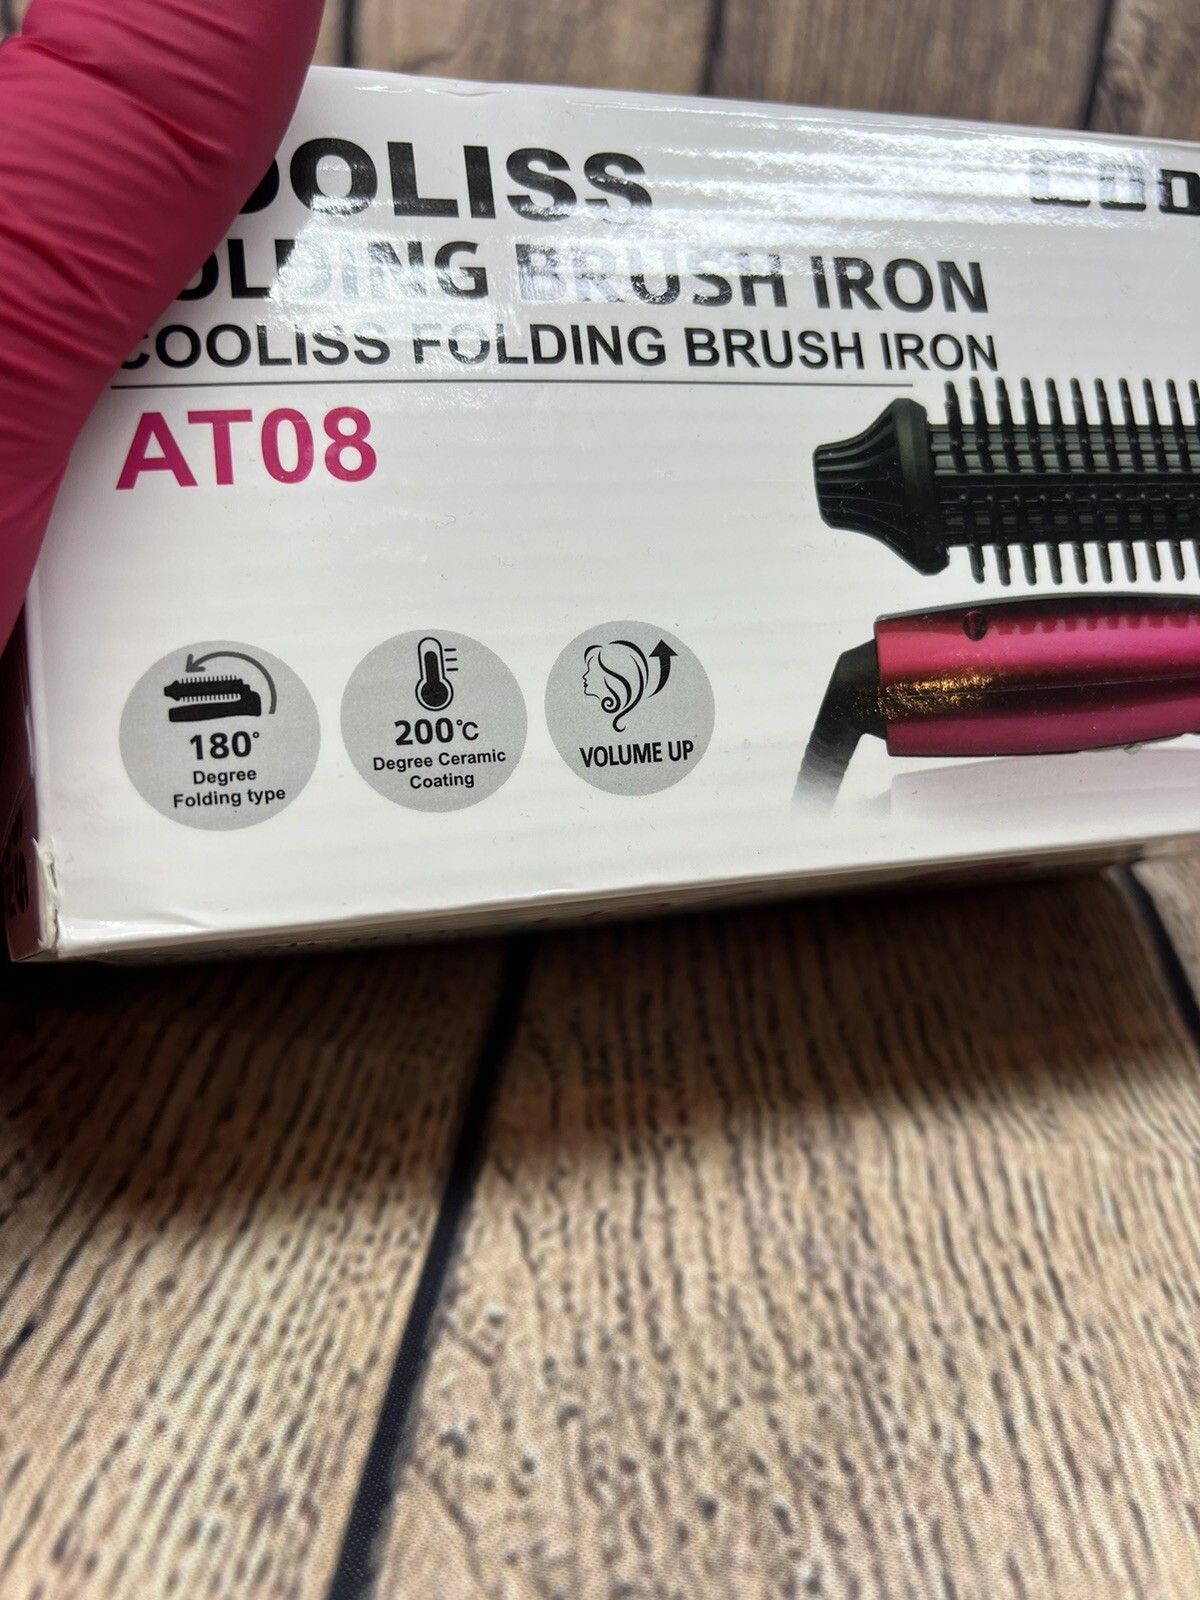 OOLISS
OLDING BRUSH IRON
COOLISS FOLDING BRUSH IRON
AT08
180°
Degree
Folding type
200°C
Degree Ceramic
Coating
VOLUME UP